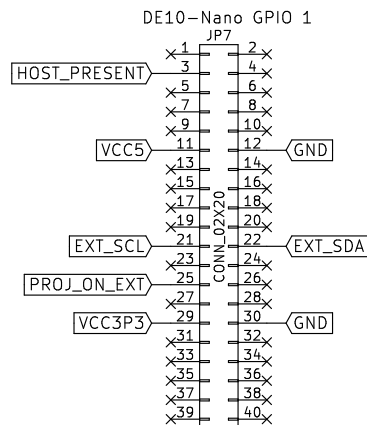 DE10-Nano GPIO 1
JP7
1 2
HOST_PRESENT 3 4
5 6
7 8
9 10
VCC5 11 12 GND
13 14
15 16
17 18
19 20
EXT_SCL 21 22 EXT_SDA
23 24
PROJ_ON_EXT 25 26
27 28
VCC3P3 29 30 GND
31 32
33 34
35 36
37 38
39 40
CONN_02X20